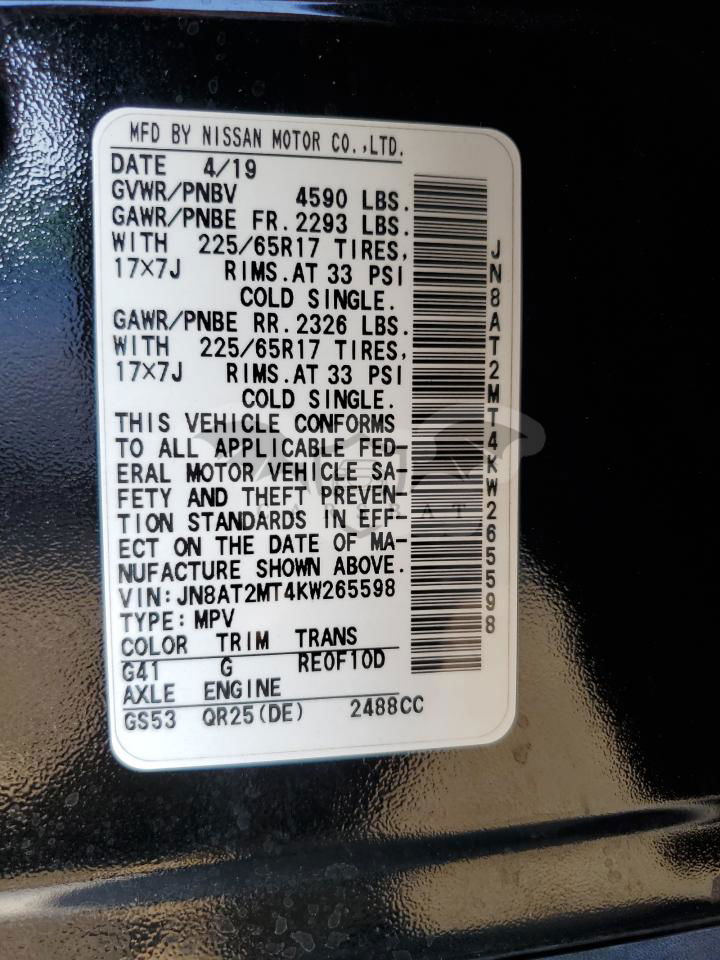 MFD BY NISSAN MOTOR CO.,LTD.
DATE 4/19
GVWR/PNBV 4590 LBS.
GAWR/PNBE FR.2293 LBS.
WITH 225/65R17 TIRES,
17×7J RIMS.AT 33 PSI
COLD SINGLE.
GAWR/PNBE RR.2326 LBS.
WITH 225/65R17 TIRES,
17×7J RIMS.AT 33 PSI
COLD SINGLE.
THIS VEHICLE CONFORMS
TO ALL APPLICABLE FED-
ERAL MOTOR VEHICLE SA-
FETY AND THEFT PREVEN-
TION STANDARDS IN EFF-
ECT ON THE DATE OF MA-
NUFACTURE SHOWN ABOVE.
VIN:JN8AT2MT4KW265598
TYPE:MPV
COLOR TRIM TRANS
G41 G RE0F10D
AXLE ENGINE
GS53 QR25(DE) 2488CC
JN8AT2MT4KW265598